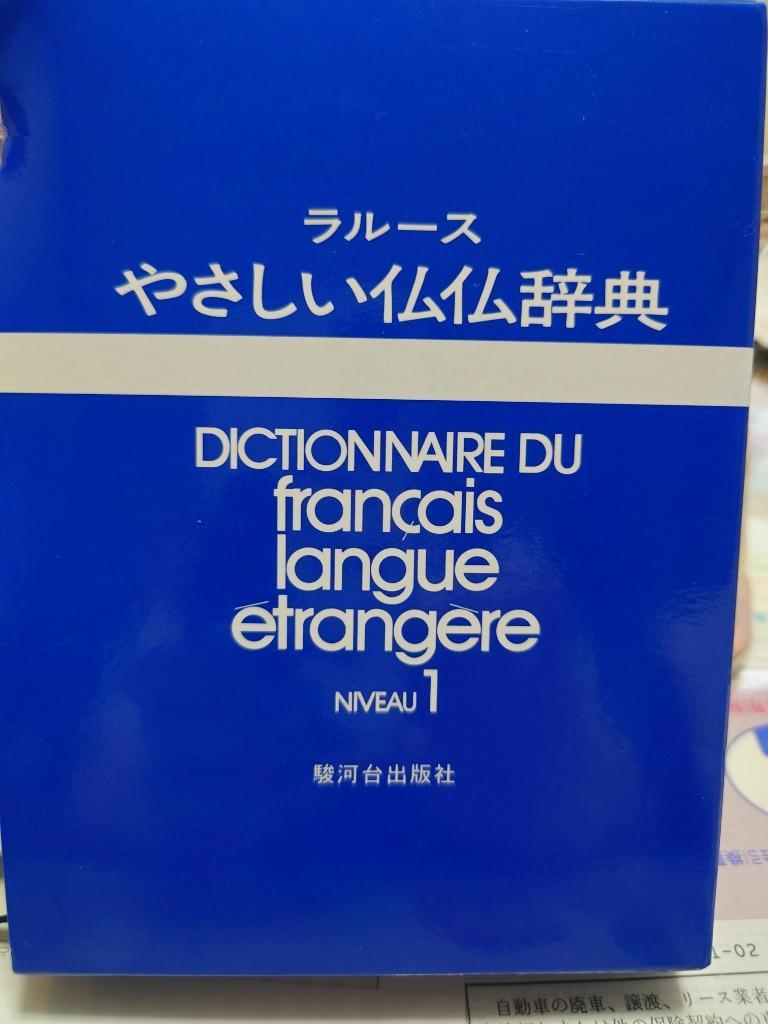 ラルース
やさしい仏仏辞典
DICTIONNAIRE DU
français
langue
étrangère
NIVEAU 1
駿河台出版社
1-02
自動車の廃車、譲渡、リース業者